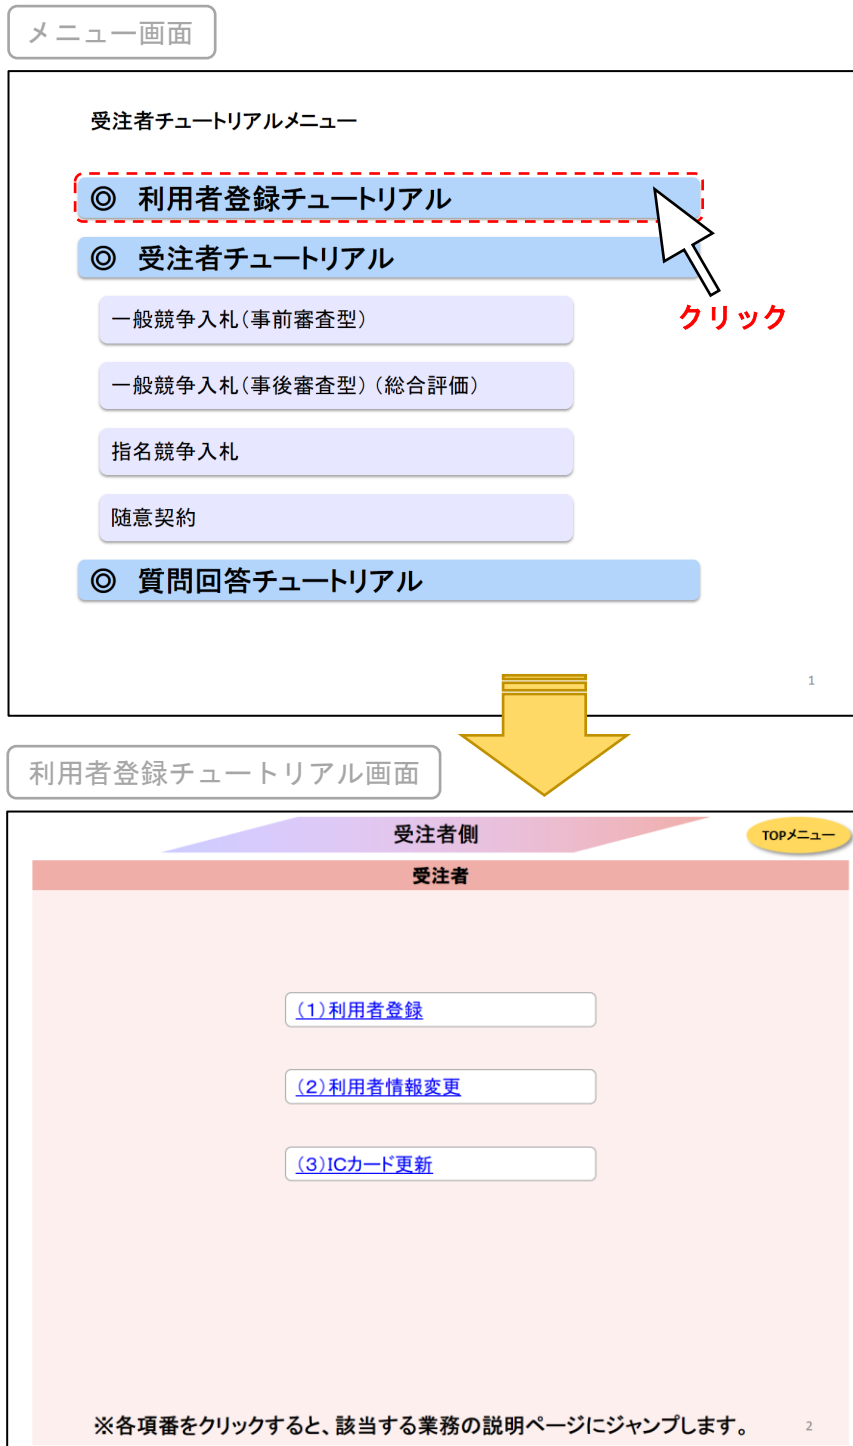 メニュー画面
受注者チュートリアルメニュー
◎ 利用者登録チュートリアル
◎ 受注者チュートリアル
クリック
一般競争入札(事前審査型)
一般競争入札(事後審査型)(総合評価)
指名競争入札
随意契約
◎ 質問回答チュートリアル
1
利用者登録チュートリアル画面
受注者側
TOPメニュー
受注者
(1)利用者登録
(2)利用者情報変更
(3)ICカード更新
※各項番をクリックすると、該当する業務の説明ページにジャンプします。
2